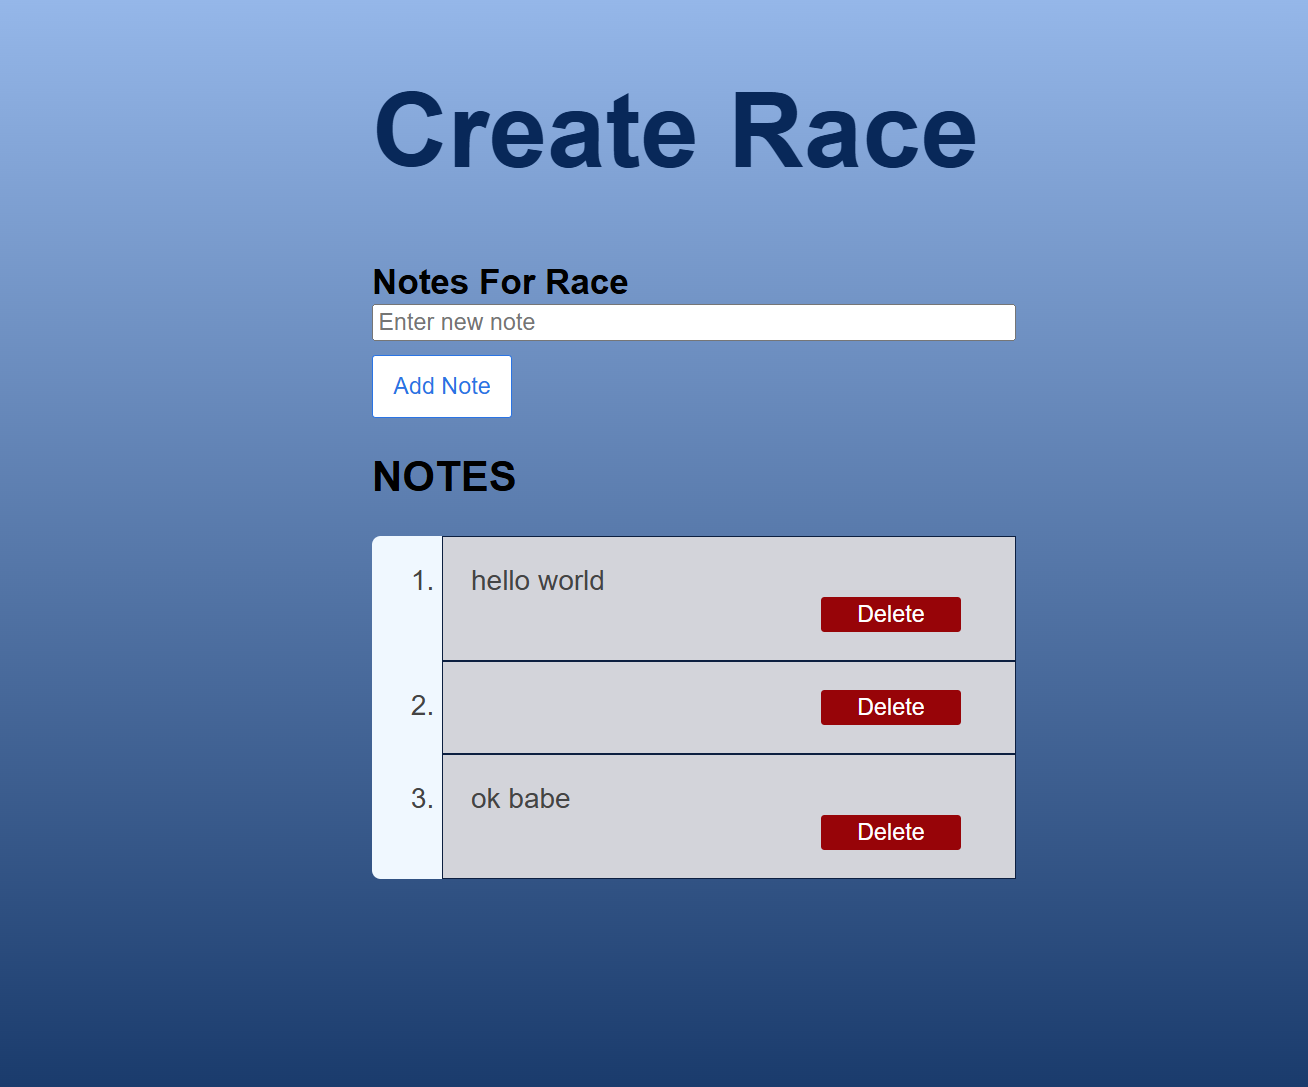 Create Race
Notes For Race
Enter new note
Add Note
NOTES
1. hello world
Delete
2.
Delete
3. ok babe
Delete